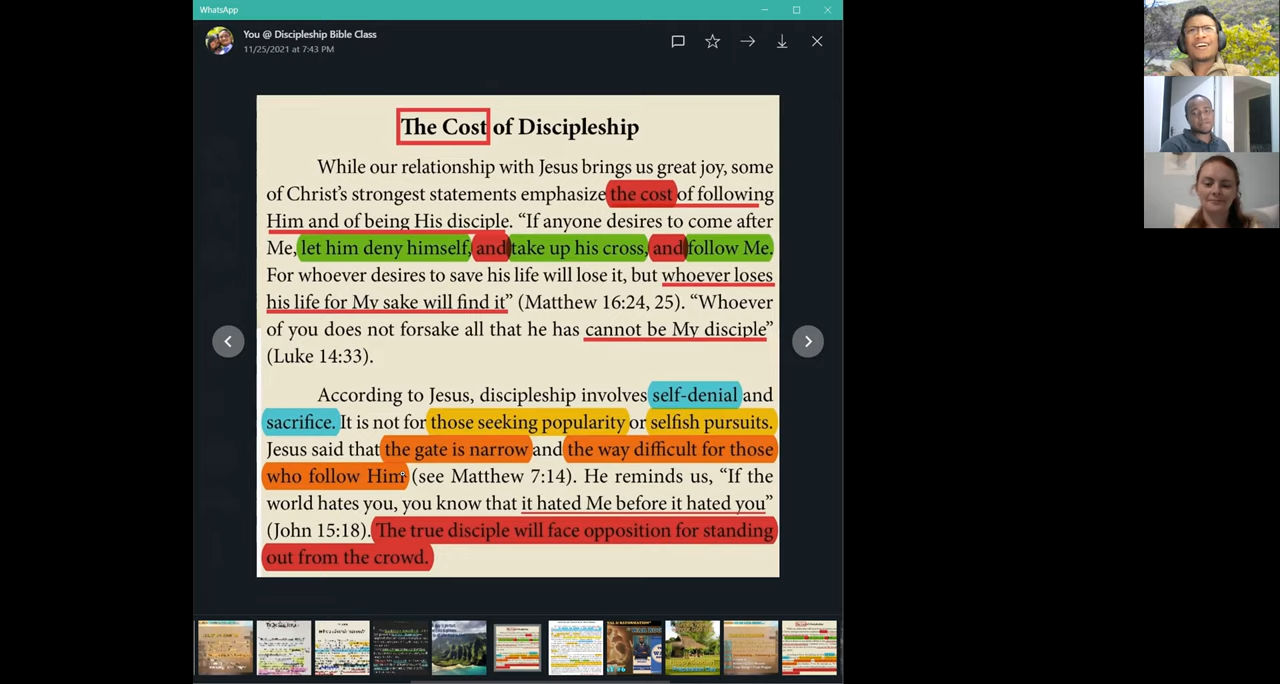 WhatsApp
You @ Discipleship Bible Class
11/25/2021 at 7:43 PM
The Cost of Discipleship
While our relationship with Jesus brings us great joy, some
of Christ's strongest statements emphasize the cost of following
Him and of being His disciple. “If anyone desires to come after
Me, let him deny himself, and take up his cross, and follow Me.
For whoever desires to save his life will lose it, but whoever loses
his life for My sake will find it” (Matthew 16:24, 25). “Whoever
of you does not forsake all that he has cannot be My disciple”
(Luke 14:33).
According to Jesus, discipleship involves self-denial and
sacrifice. It is not for those seeking popularity or selfish pursuits.
Jesus said that the gate is narrow and the way difficult for those
who follow Him (see Matthew 7:14). He reminds us, “If the
world hates you, you know that it hated Me before it hated you”
(John 15:18). The true disciple will face opposition for standing
out from the crowd.